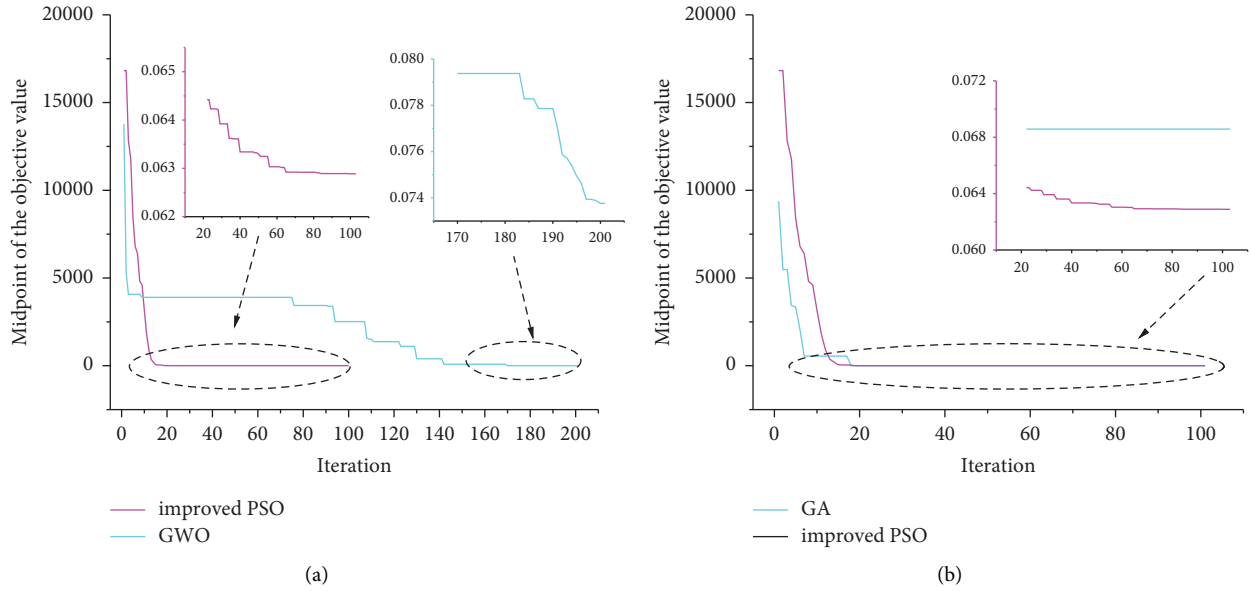 20000
15000
10000
5000
0
Midpoint of the objective value
0.065
0.064
0.063
0.062
20 40 60 80 100
0.080
0.078
0.076
0.074
170 180 190 200
0 20 40 60 80 100 120 140 160 180 200
Iteration
improved PSO
GWO
(a)
20000
15000
10000
5000
0
Midpoint of the objective value
0.072
0.068
0.064
0.060
20 40 60 80 100
0 20 40 60 80 100
Iteration
GA
improved PSO
(b)